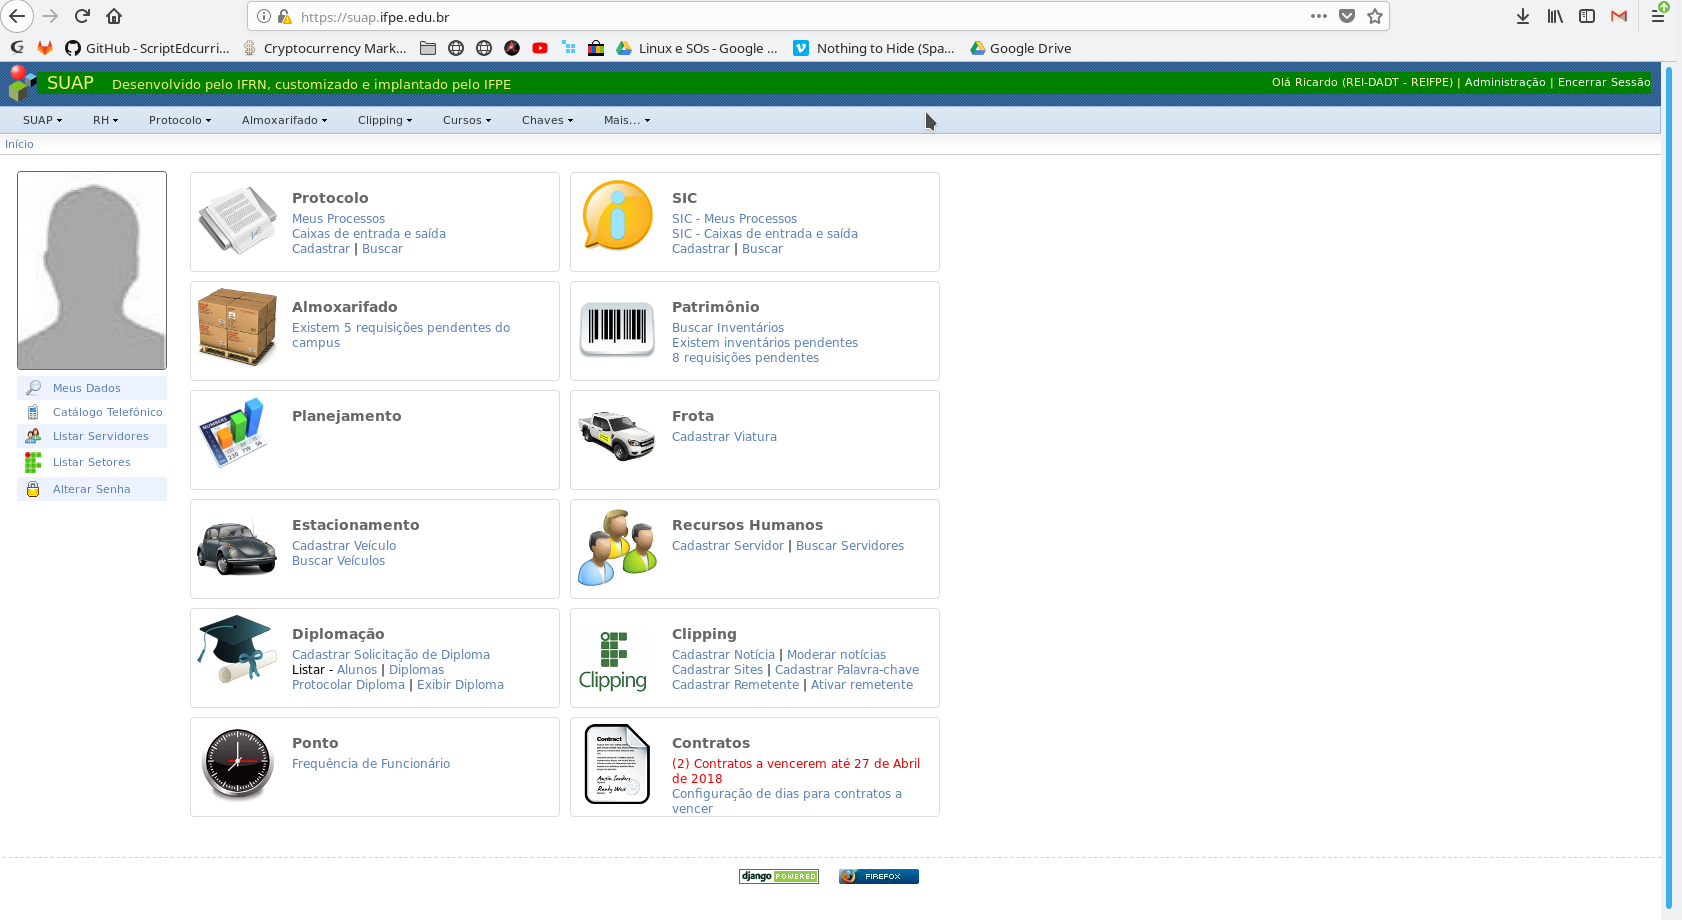 https://suap.ifpe.edu.br
GitHub - ScriptEdcurri...
Cryptocurrency Mark...
Linux e SOs - Google ...
Nothing to Hide (Spa...
Google Drive
SUAP
Desenvolvido pelo IFRN, customizado e implantado pelo IFPE
Olá Ricardo (REI-DADT - REIFPE) | Administração | Encerrar Sessão
SUAP RH Protocolo Almoxarifado Clipping Cursos Chaves Mais...
Início
Meus Dados
Catálogo Telefônico
Listar Servidores
Listar Setores
Alterar Senha
Protocolo
Meus Processos
Caixas de entrada e saída
Cadastrar | Buscar
SIC
SIC - Meus Processos
SIC - Caixas de entrada e saída
Cadastrar | Buscar
Almoxarifado
Existem 5 requisições pendentes do
campus
Patrimônio
Buscar Inventários
Existem inventários pendentes
8 requisições pendentes
NUMBERS
Planejamento
Frota
Cadastrar Viatura
Estacionamento
Cadastrar Veículo
Buscar Veículos
Recursos Humanos
Cadastrar Servidor | Buscar Servidores
Diplomação
Cadastrar Solicitação de Diploma
Listar - Alunos | Diplomas
Protocolar Diploma | Exibir Diploma
Clipping
Clipping
Cadastrar Notícia | Moderar notícias
Cadastrar Sites | Cadastrar Palavra-chave
Cadastrar Remetente | Ativar remetente
Ponto
Frequência de Funcionário
Contract
Contratos
(2) Contratos a vencerem até 27 de Abril
de 2018
Configuração de dias para contratos a
vencer
django POWERED
FIREFOX